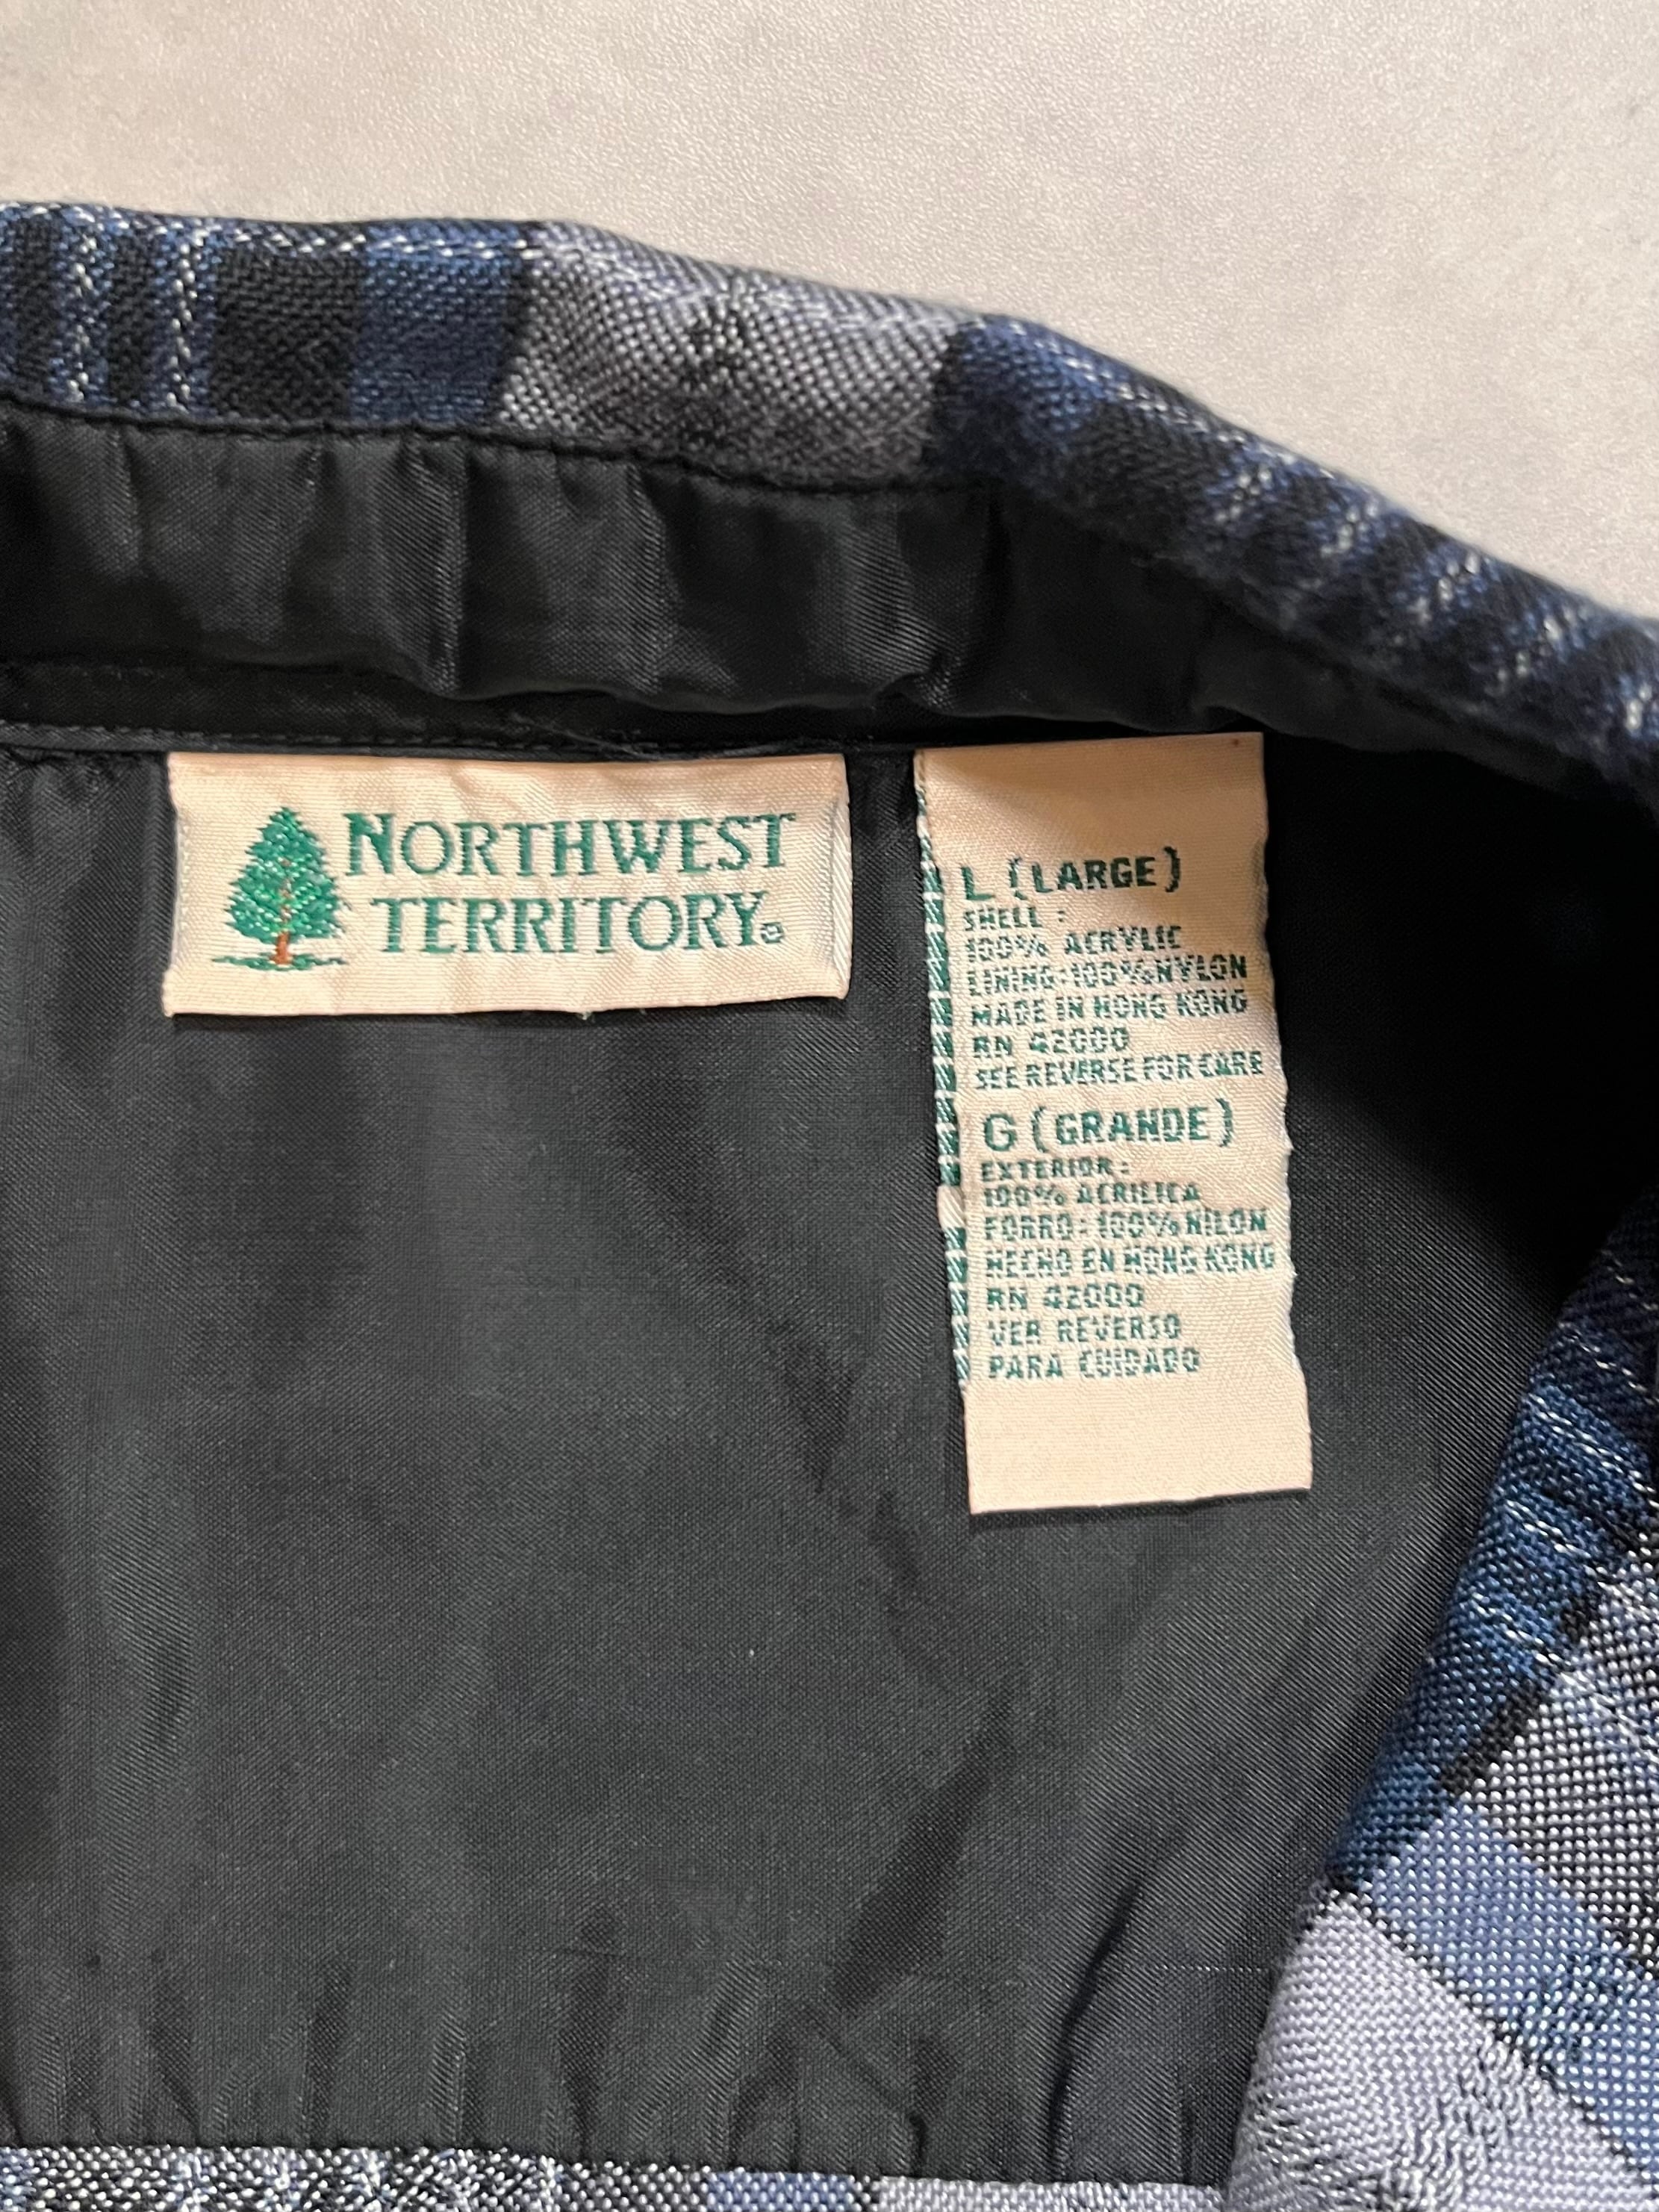 NORTHWEST
TERRITORY®
L (LARGE)
SHELL :
100% ACRYLIC
LINING:100%NYLON
MADE IN HONG KONG
RN 42000
SEE REVERSE FOR CARE
G (GRANDE)
EXTERIOR:
100% ACRILICA
FORRO: 100% NILON
HECHO EN HONG KONG
RN 42000
VER REVERSO
PARA CUIDADO